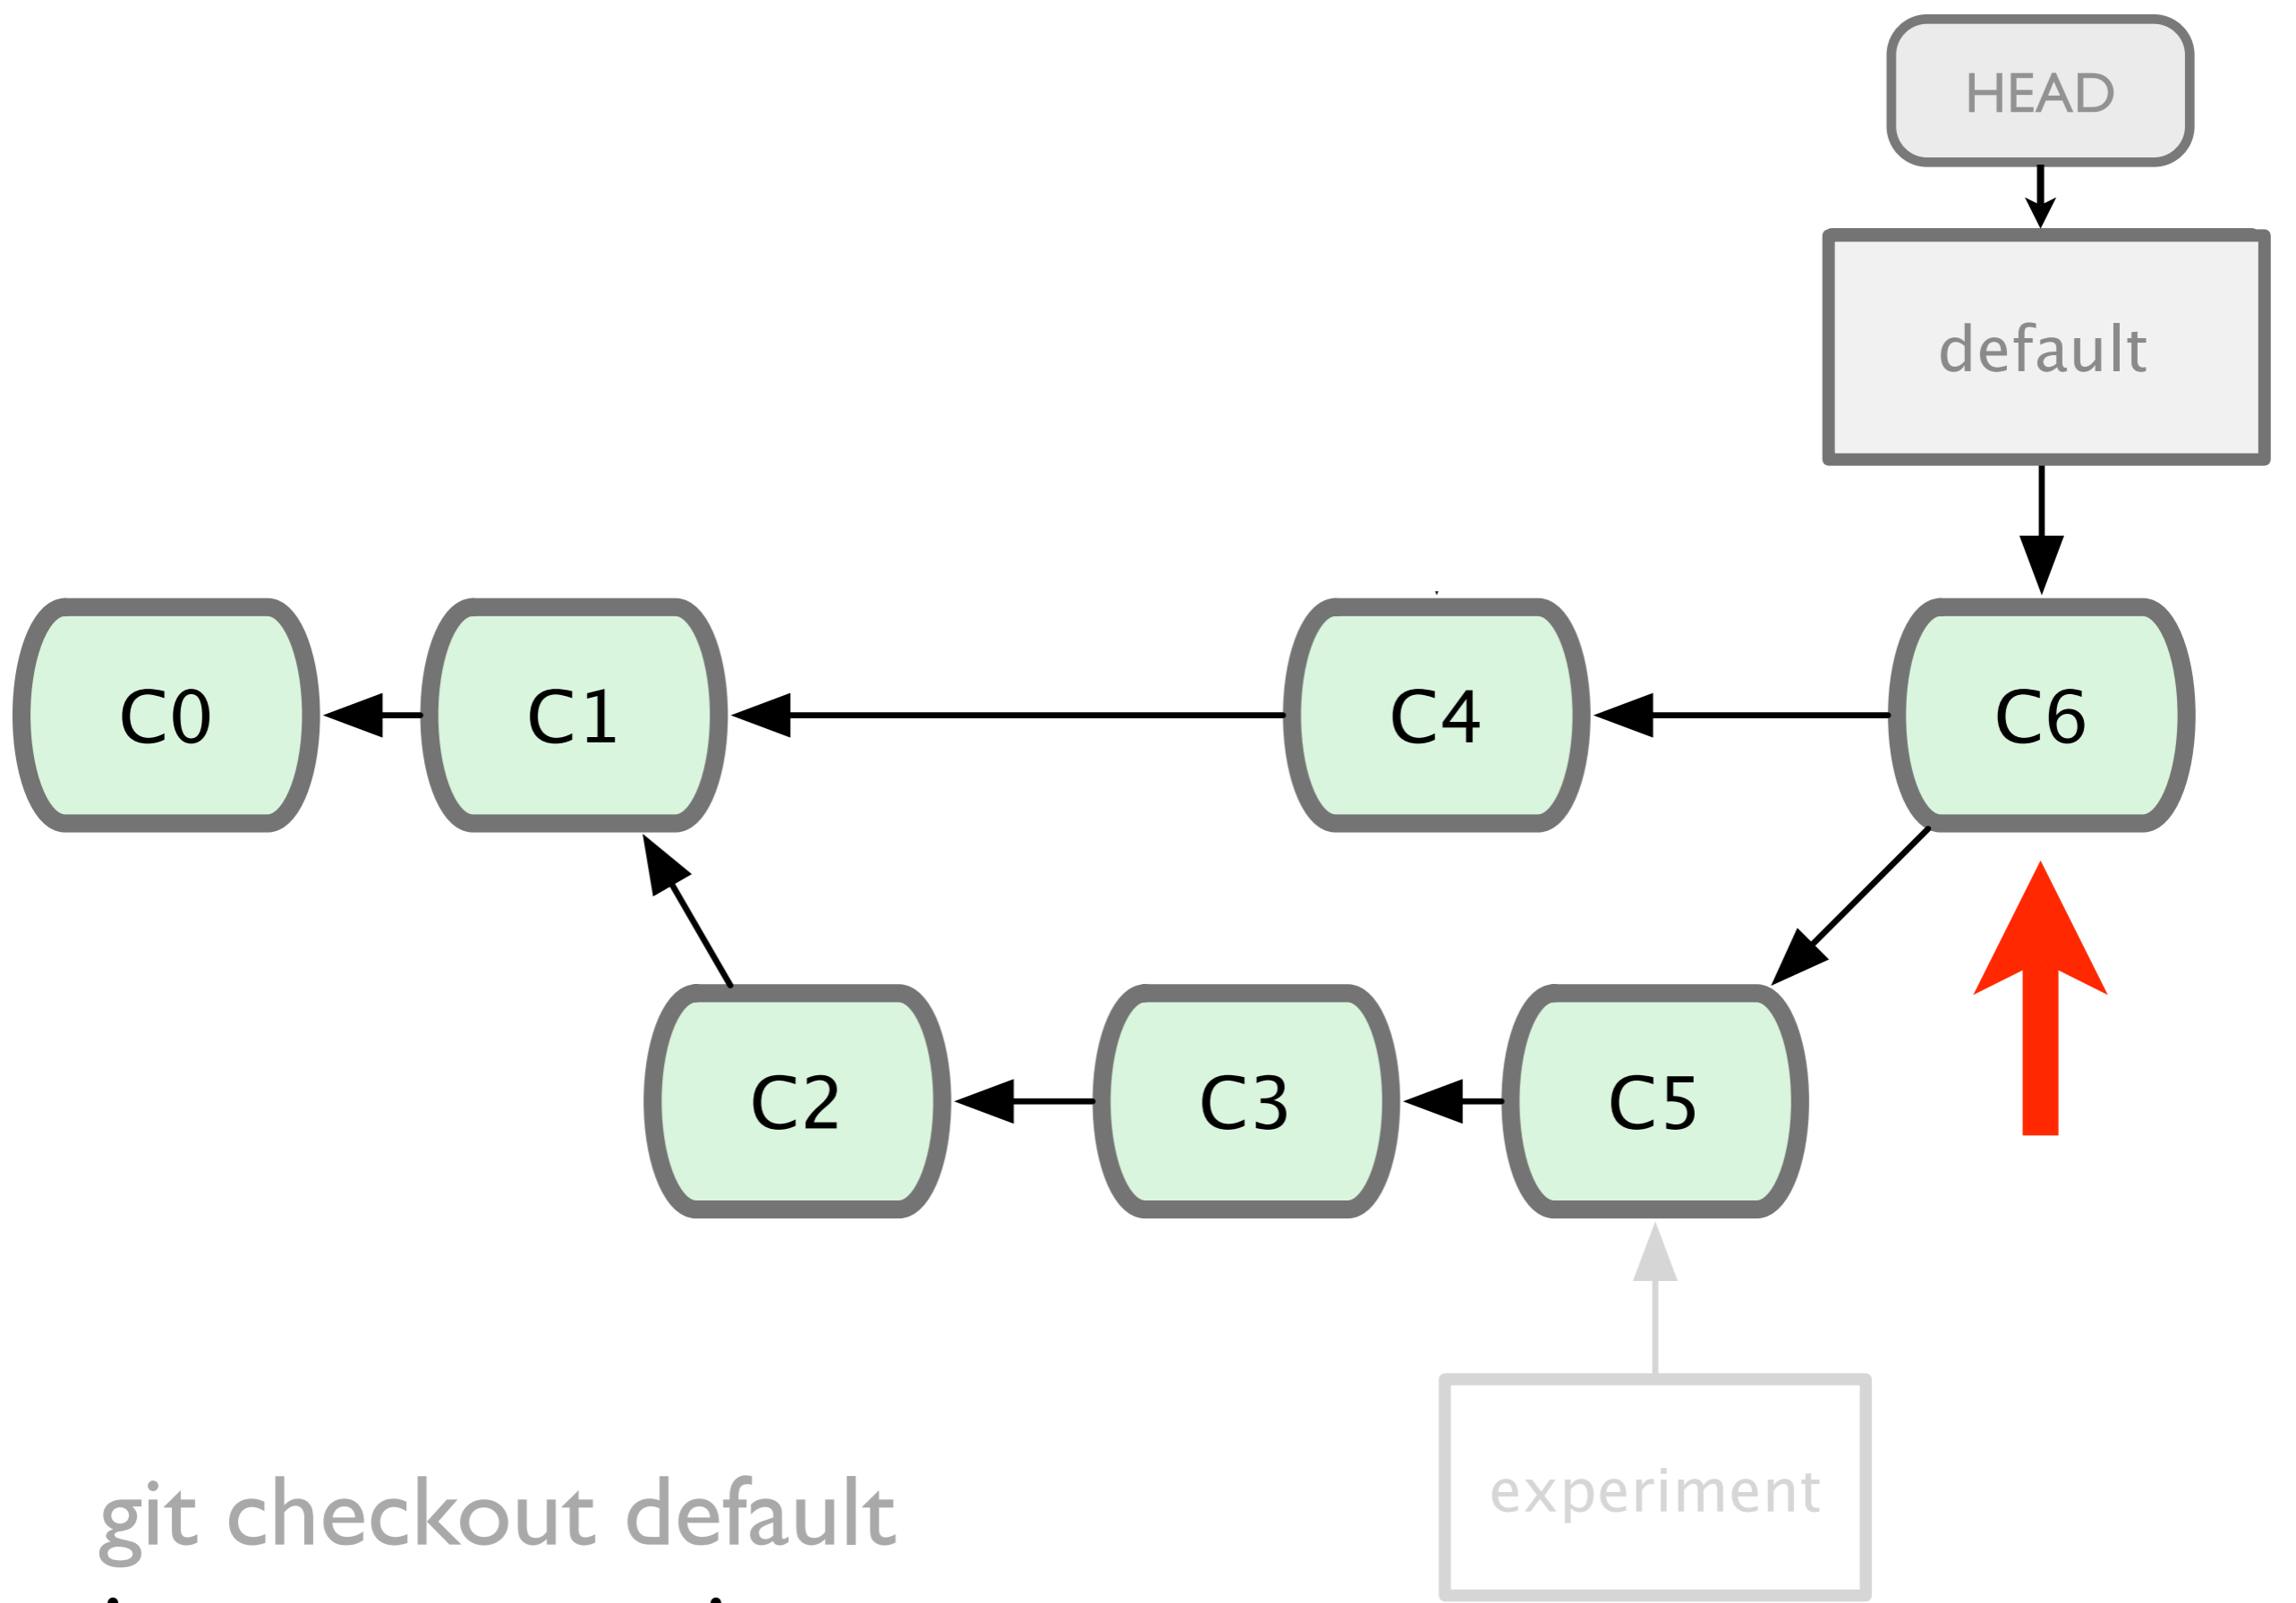 HEAD
default
C0 C1 C4 C6
C2 C3 C5
experiment
git checkout default